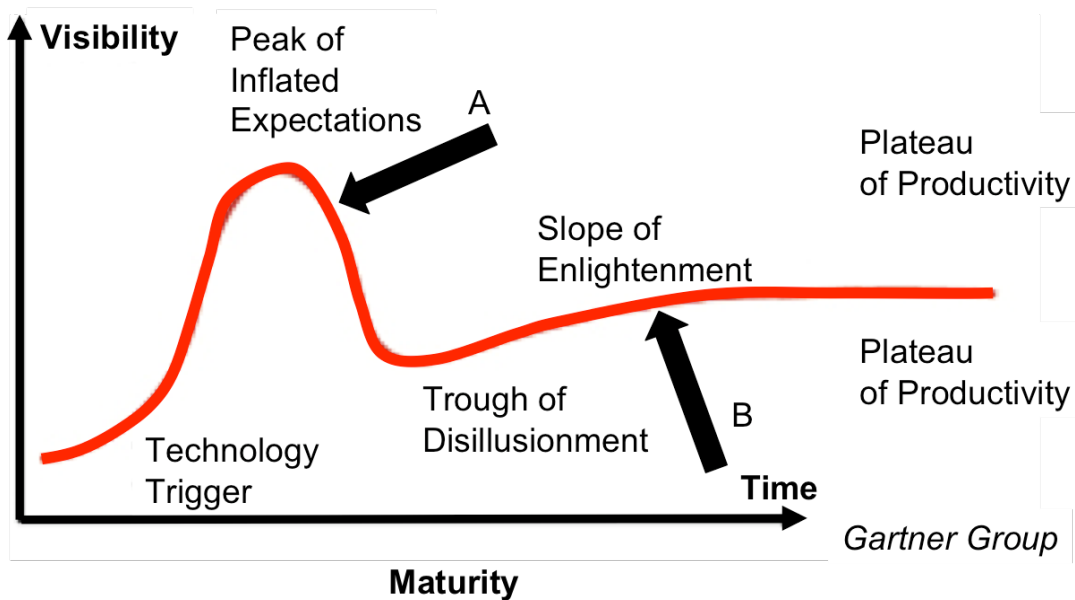 Visibility
Peak of
Inflated
Expectations
A
Plateau
of Productivity
Slope of
Enlightenment
Plateau
of Productivity
Trough of
Disillusionment
B
Technology
Trigger
Time
Gartner Group
Maturity